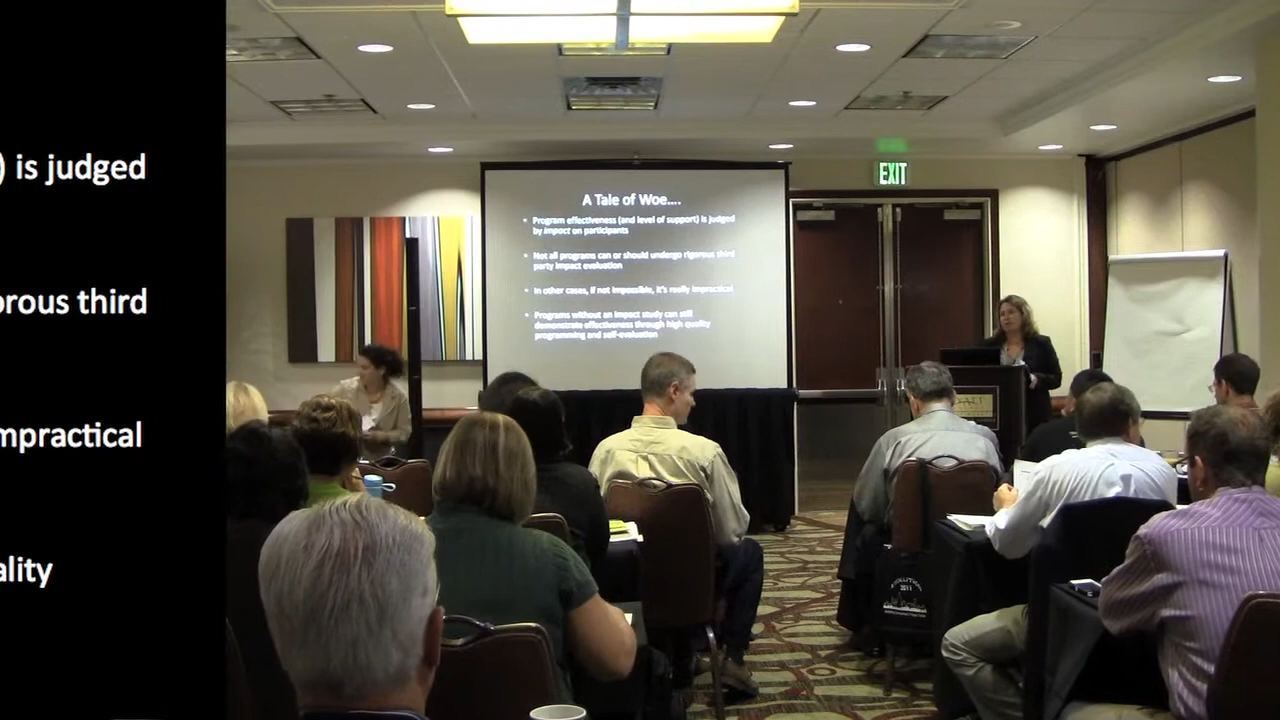 ) is judged
orous third
mpractical
ality
EXIT
A Tale of Woe....
• Program effectiveness (and level of support) is judged
by impact on participants
• Not all programs can or should undergo rigorous third
party impact evaluation
• In other cases, if not impossible, it's really impractical
• Programs without an impact study can still
demonstrate effectiveness through high quality
programming and self-evaluation
2011